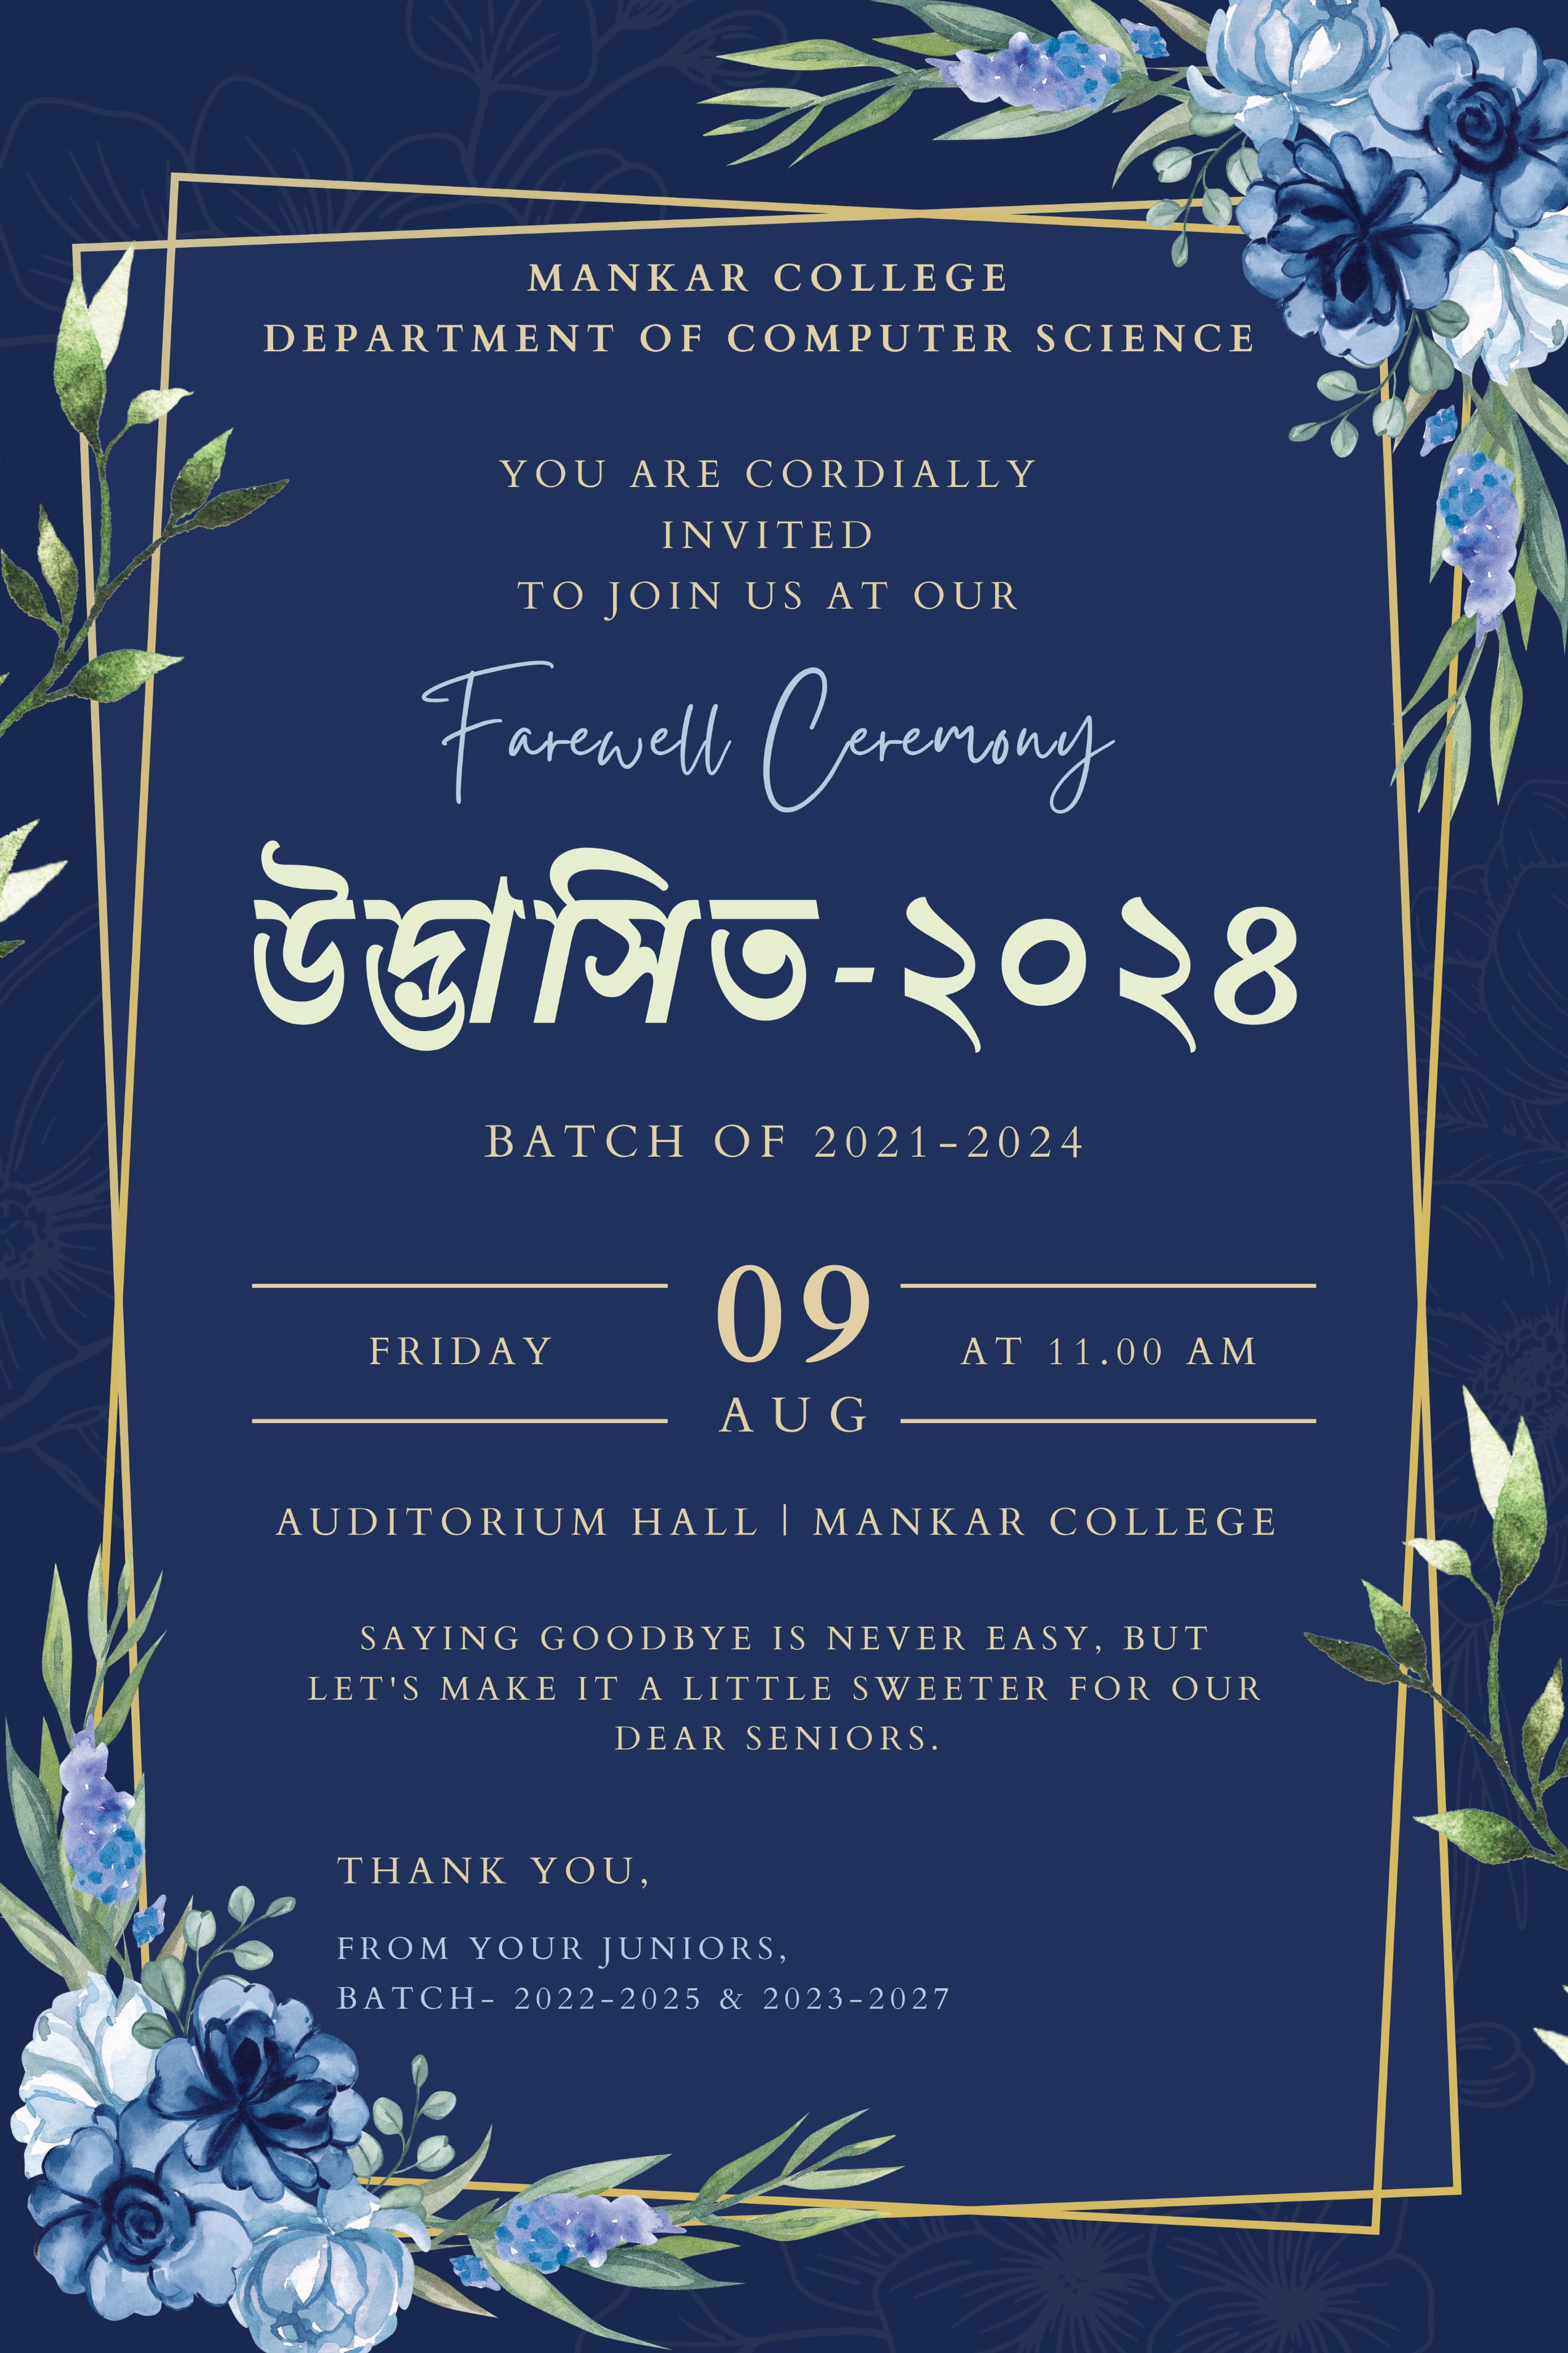 MANKAR COLLEGE
DEPARTMENT OF COMPUTER SCIENCE
YOU ARE CORDIALLY
INVITED
TO JOIN US AT OUR
Farewell Ceremony
উদ্ভাসিত-২০২৪
BATCH OF 2021-2024
FRIDAY
09
AUG
AT 11.00 AM
AUDITORIUM HALL | MANKAR COLLEGE
SAYING GOODBYE IS NEVER EASY, BUT
LET'S MAKE IT A LITTLE SWEETER FOR OUR
DEAR SENIORS.
THANK YOU,
FROM YOUR JUNIORS,
BATCH- 2022-2025 & 2023-2027